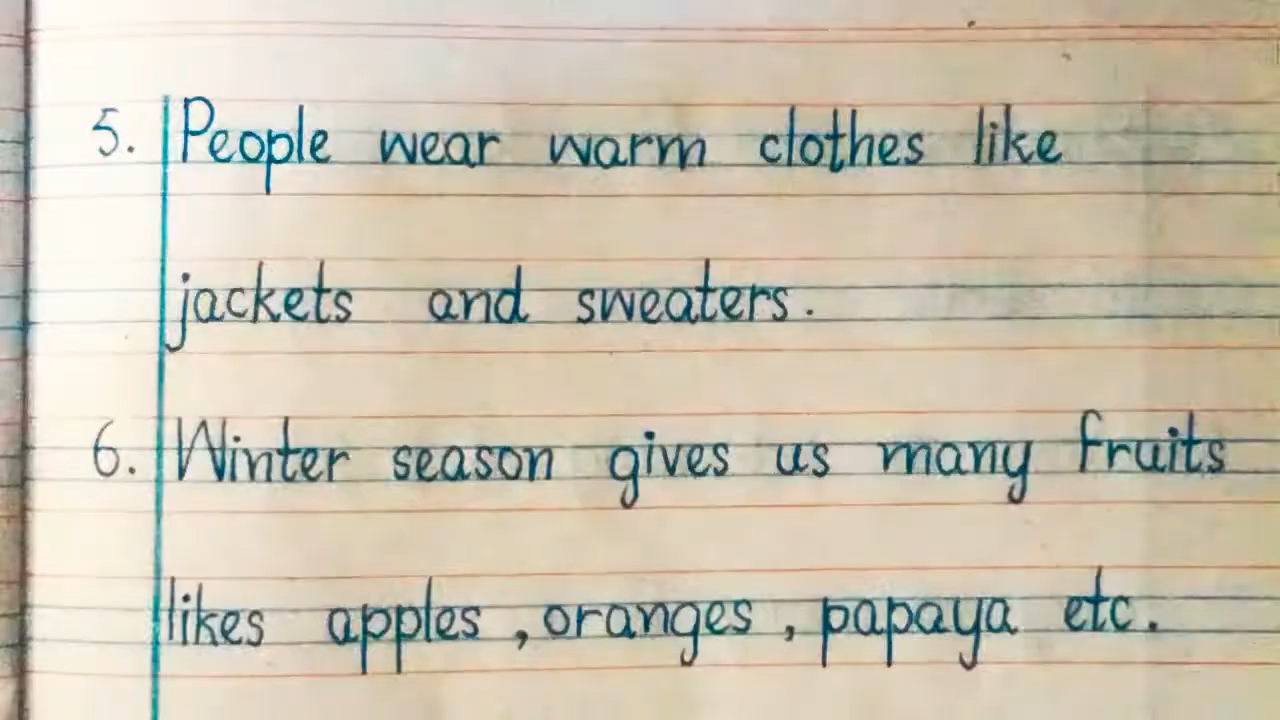 5. People wear warm clothes like
jackets and sweaters.
6. Winter season gives us many fruits
likes apples , oranges , papaya etc.